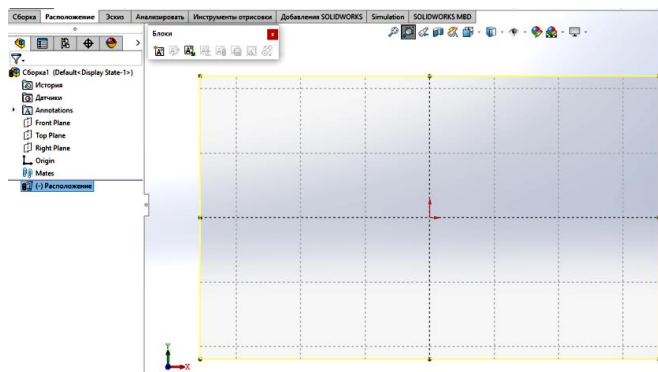 Сборка Расположение Эскиз Анализировать Инструменты отрисовки Добавления SOLIDWORKS Simulation SOLIDWORKS MBD
Блоки
Сборка1 (Default<Display State-1>)
История
Датчики
Annotations
Front Plane
Top Plane
Right Plane
Origin
Mates
(-) Расположение
Y
X